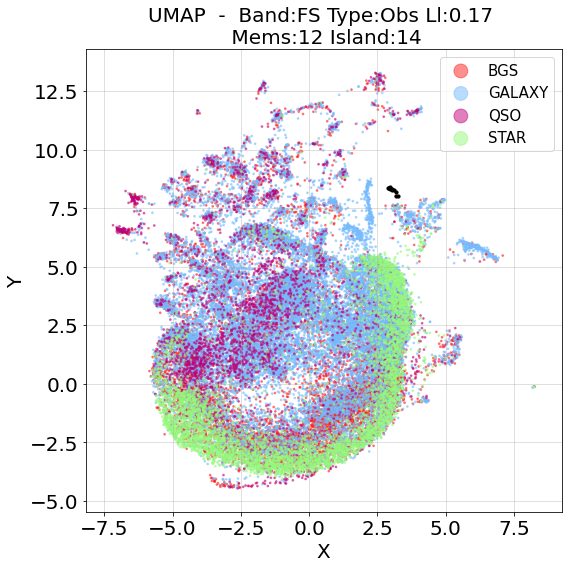 UMAP  -  Band:FS Type:Obs Ll:0.17
Mems:12 Island:14
BGS
GALAXY
QSO
STAR
12.5
10.0
7.5
5.0
2.5
0.0
−2.5
−5.0
Y
−7.5 −5.0 −2.5 0.0 2.5 5.0 7.5
X